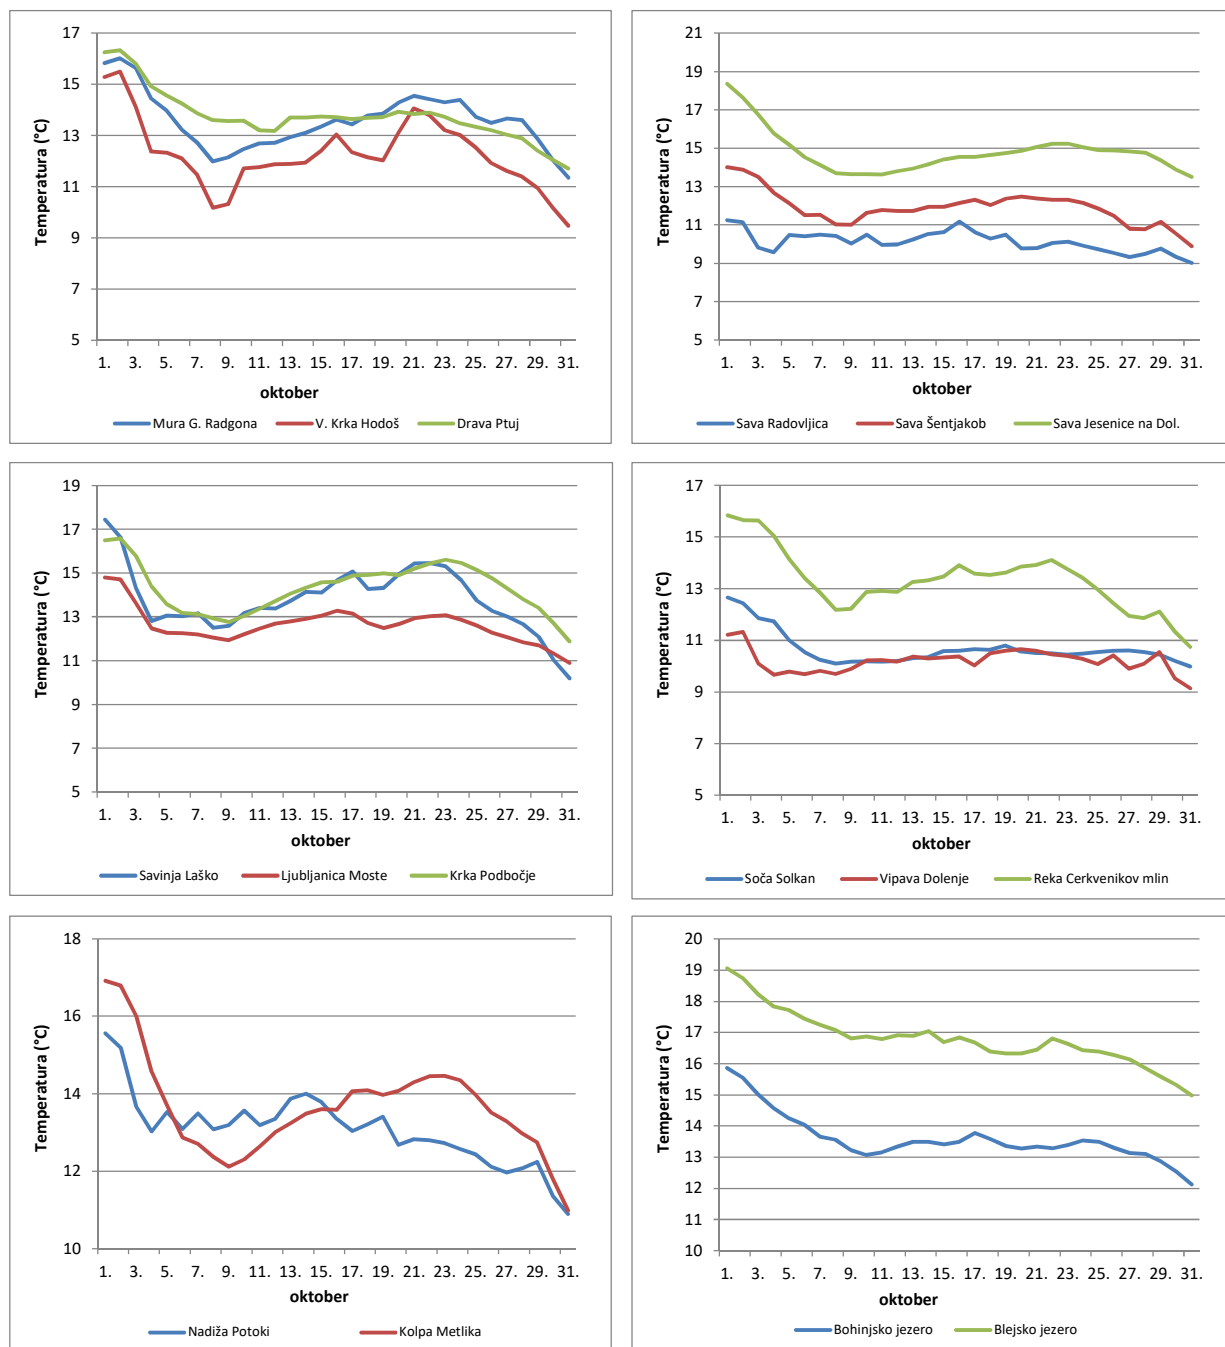 17
15
13
11
9
7
5
Temperatura (°C)
1. 3. 5. 7. 9. 11. 13. 15. 17. 19. 21. 23. 25. 27. 29. 31.
oktober
Mura G. Radgona V. Krka Hodoš Drava Ptuj
21
19
17
15
13
11
9
7
5
Temperatura (°C)
1. 3. 5. 7. 9. 11. 13. 15. 17. 19. 21. 23. 25. 27. 29. 31.
oktober
Sava Radovljica Sava Šentjakob Sava Jesenice na Dol.
19
17
15
13
11
9
7
5
Temperatura (°C)
1. 3. 5. 7. 9. 11. 13. 15. 17. 19. 21. 23. 25. 27. 29. 31.
oktober
Savinja Laško Ljubljanica Moste Krka Podbočje
17
15
13
11
9
7
5
Temperatura (°C)
1. 3. 5. 7. 9. 11. 13. 15. 17. 19. 21. 23. 25. 27. 29. 31.
oktober
Soča Solkan Vipava Dolenje Reka Cerkvenikov mlin
18
16
14
12
10
Temperatura (°C)
1. 3. 5. 7. 9. 11. 13. 15. 17. 19. 21. 23. 25. 27. 29. 31.
oktober
Nadiža Potoki Kolpa Metlika
20
19
18
17
16
15
14
13
12
11
10
Temperatura (°C)
1. 3. 5. 7. 9. 11. 13. 15. 17. 19. 21. 23. 25. 27. 29. 31.
oktober
Bohinjsko jezero Blejsko jezero